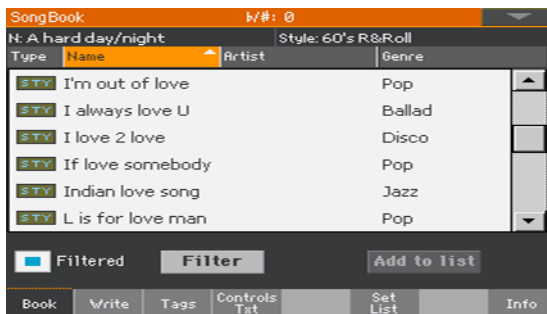 SongBook ♭/#: 0
N: A hard day/night Style: 60's R&Roll
Type Name Artist Genre
STY I'm out of love Pop
STY I always love U Ballad
STY I love 2 love Disco
STY If love somebody Pop
STY Indian love song Jazz
STY L is for love man Pop
Filtered Filter Add to list
Book Write Tags Controls Txt Set List Info